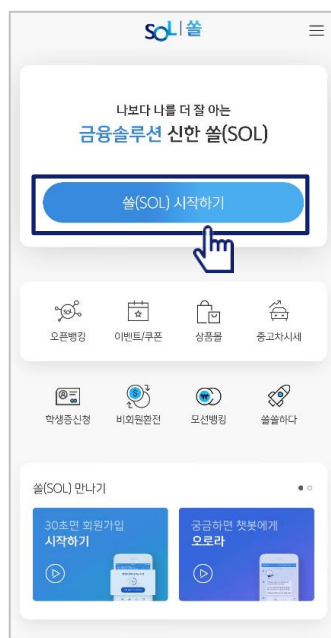 SOL 쏠
나보다 나를 더 잘 아는
금융솔루션 신한 쏠(SOL)
쏠(SOL) 시작하기
오픈뱅킹 이벤트/쿠폰 상품몰 중고차시세
학생증신청 비회원환전 모션뱅킹 쏠쏠하다
쏠(SOL) 만나기
30초면 회원가입
시작하기
궁금하면 챗봇에게
오로라